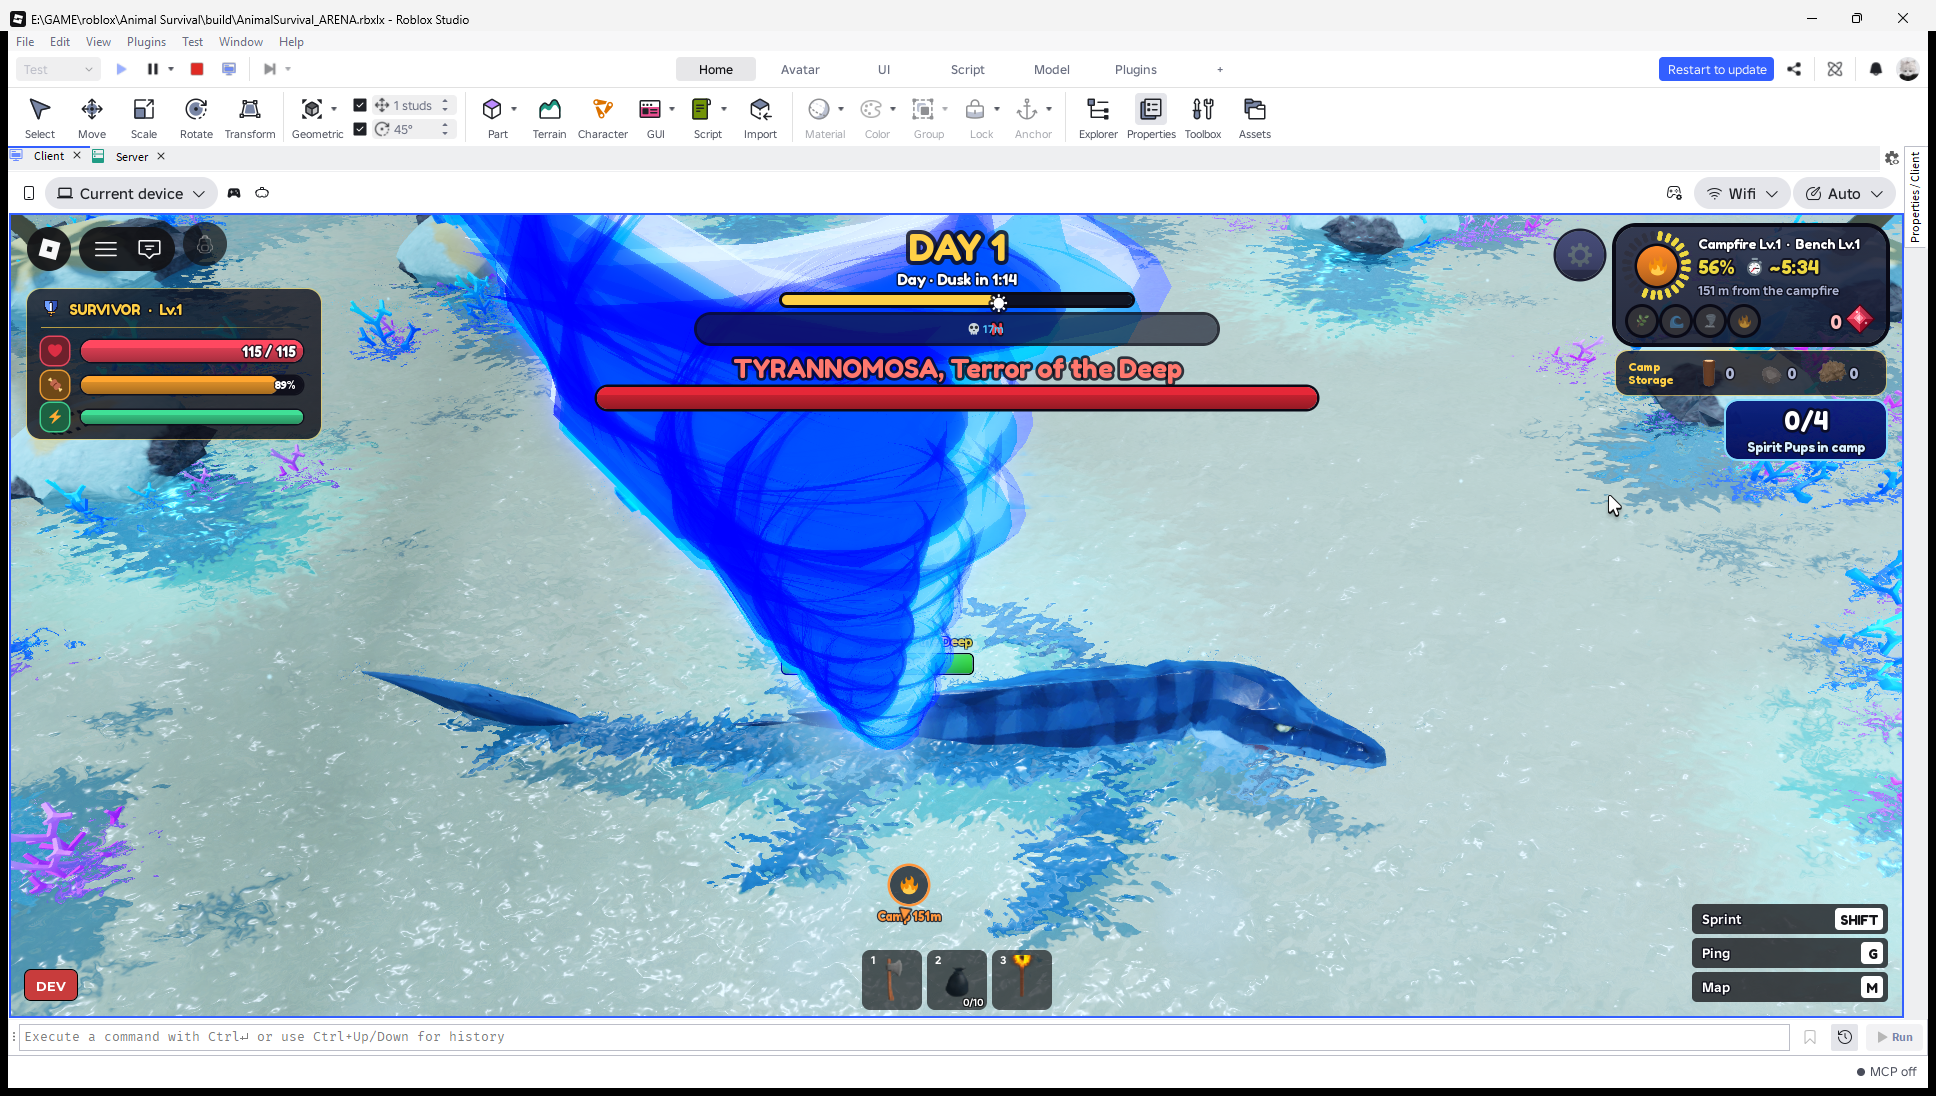 E:\GAME\roblox\Animal Survival\build\AnimalSurvival_ARENA.rbxlx - Roblox Studio
File Edit View Plugins Test Window Help
Test
Home Avatar UI Script Model Plugins +
Restart to update
Select Move Scale Rotate Transform Geometric
1 studs
45°
Part Terrain Character GUI Script Import Material Color Group Lock Anchor Explorer Properties Toolbox Assets
Client Server
Properties / Client
Current device
Wifi Auto
DAY 1
Day · Dusk in 1:14
TYRANNOMOSA, Terror of the Deep
SURVIVOR · Lv.1
115 / 115
89%
Campfire Lv.1 · Bench Lv.1
56% ~5:34
151 m from the campfire
0
Camp Storage 0 0 0
0/4
Spirit Pups in camp
Deep
Camp 151m
1 2 3
0/10
Sprint SHIFT
Ping G
Map M
DEV
Execute a command with Ctrl↵ or use Ctrl+Up/Down for history
Run
MCP off